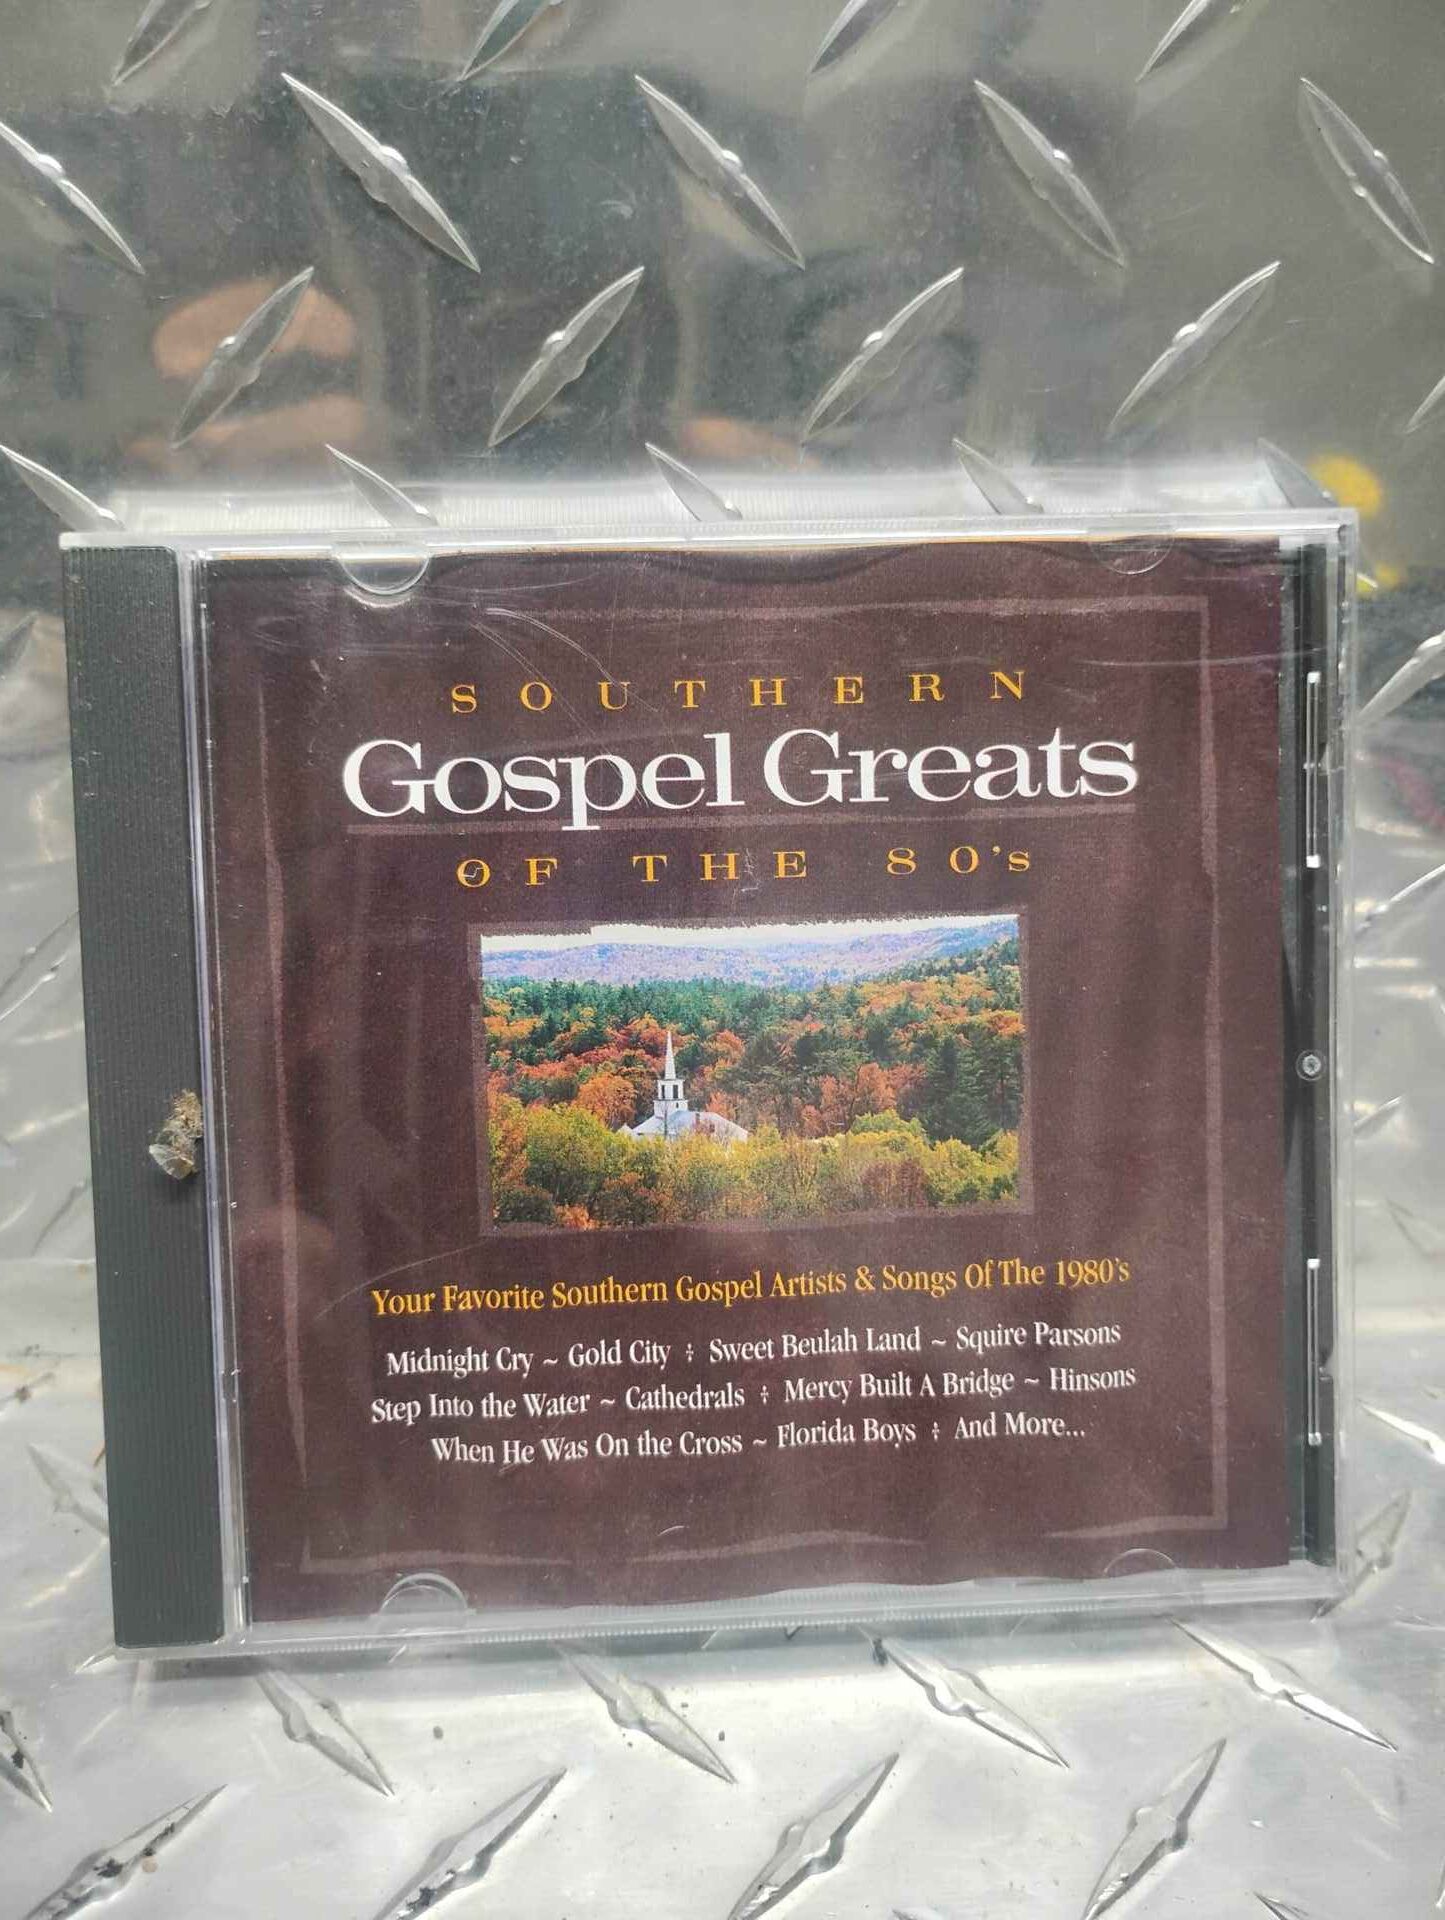 SOUTHERN
Gospel Greats
OF THE 80's
Your Favorite Southern Gospel Artists & Songs Of The 1980's
Midnight Cry ~ Gold City ÷ Sweet Beulah Land ~ Squire Parsons
Step Into the Water ~ Cathedrals ÷ Mercy Built A Bridge ~ Hinsons
When He Was On the Cross ~ Florida Boys ÷ And More...